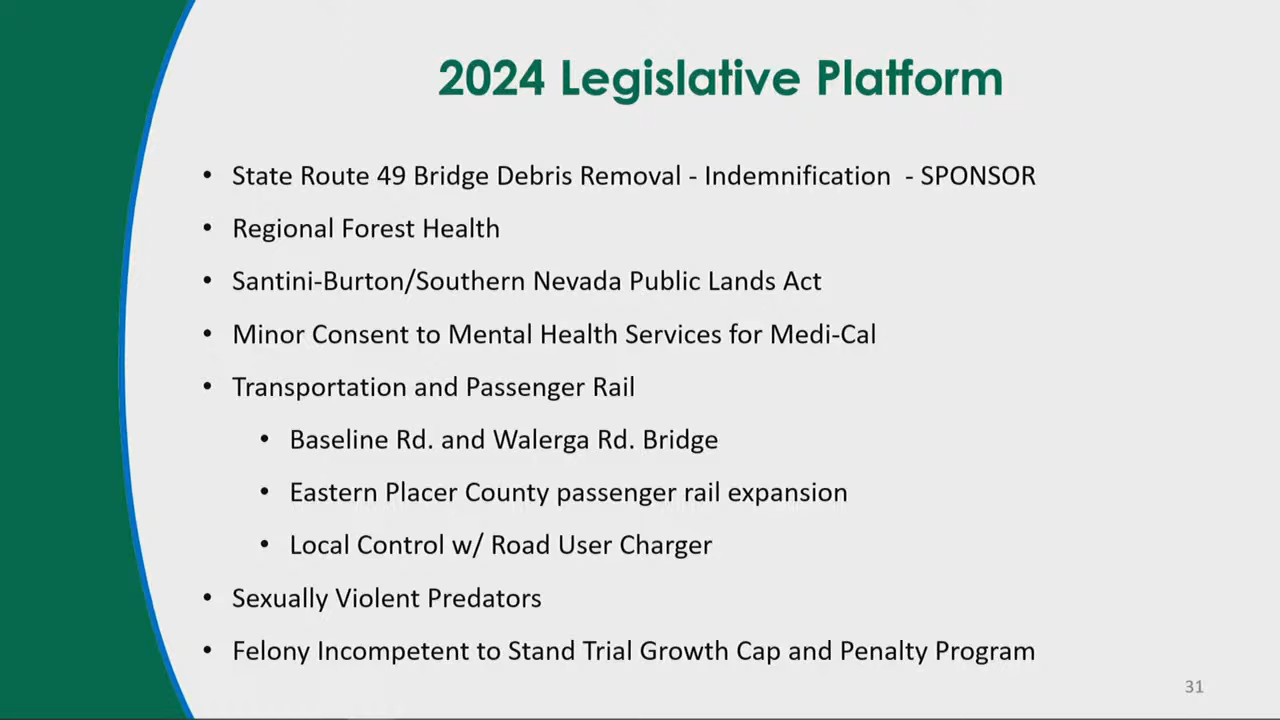 2024 Legislative Platform
• State Route 49 Bridge Debris Removal - Indemnification - SPONSOR
• Regional Forest Health
• Santini-Burton/Southern Nevada Public Lands Act
• Minor Consent to Mental Health Services for Medi-Cal
• Transportation and Passenger Rail
• Baseline Rd. and Walerga Rd. Bridge
• Eastern Placer County passenger rail expansion
• Local Control w/ Road User Charger
• Sexually Violent Predators
• Felony Incompetent to Stand Trial Growth Cap and Penalty Program
31